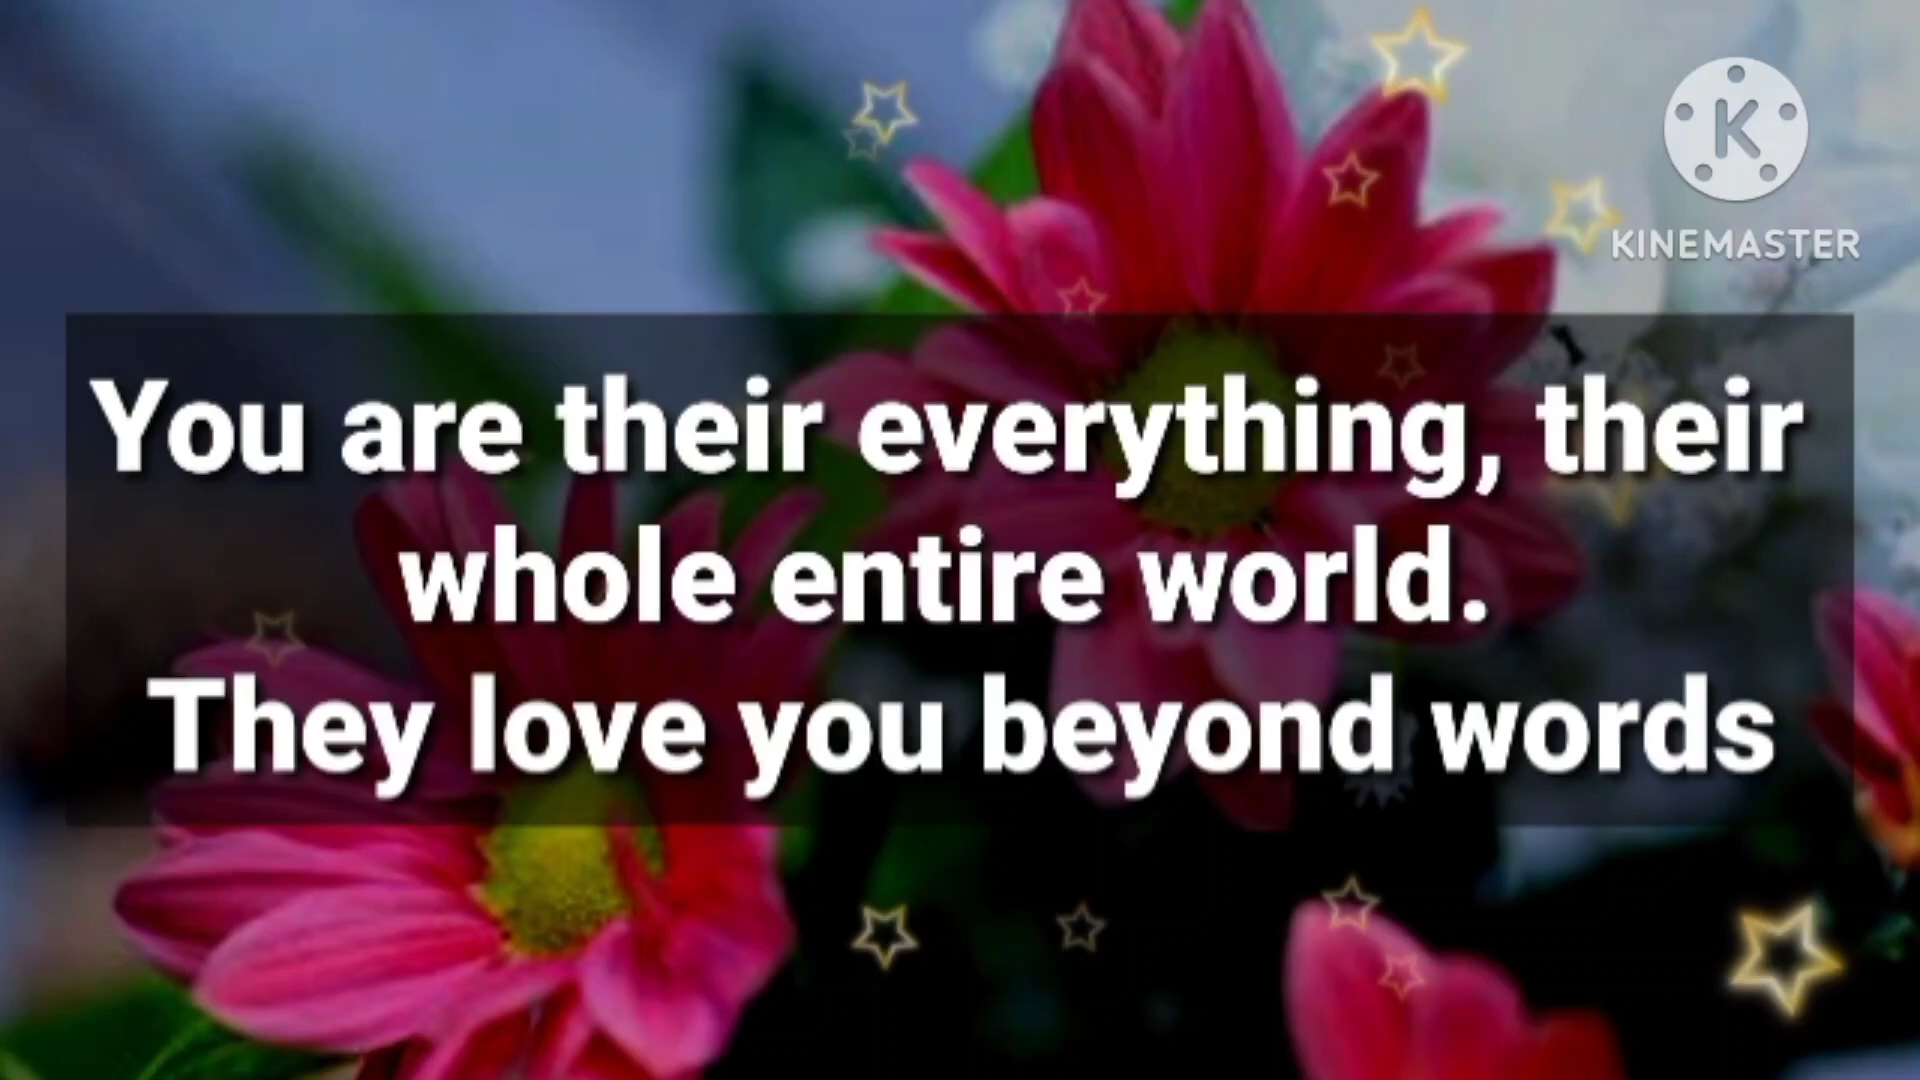 K
KINEMASTER
You are their everything, their
whole entire world.
They love you beyond words